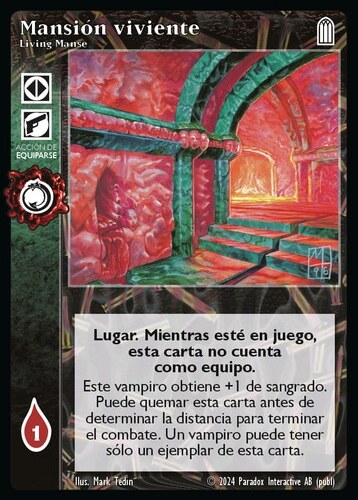 Mansión viviente
Living Manse
ACCIÓN DE
EQUIPARSE
M
96
Lugar. Mientras esté en juego,
esta carta no cuenta
como equipo.
Este vampiro obtiene +1 de sangrado.
Puede quemar esta carta antes de
determinar la distancia para terminar
el combate. Un vampiro puede tener
sólo un ejemplar de esta carta.
1
Illus. Mark Tedin
© 2024 Paradox Interactive AB (publ)